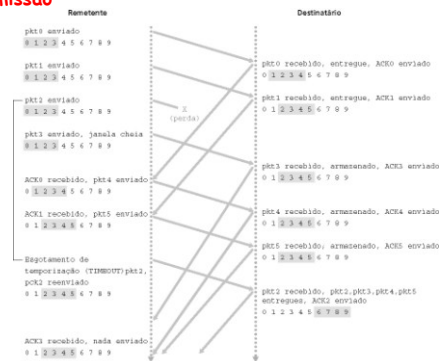 missão
Remetente
Destinatário
pkt0 enviado
0 1 2 3 4 5 6 7 8 9
pkt0 recebido, entregue, ACK0 enviado
0 1 2 3 4 5 6 7 8 9
pkt1 enviado
0 1 2 3 4 5 6 7 8 9
pkt1 recebido, entregue, ACK1 enviado
0 1 2 3 4 5 6 7 8 9
pkt2 enviado
0 1 2 3 4 5 6 7 8 9
X
(perda)
pkt3 enviado, janela cheia
0 1 2 3 4 5 6 7 8 9
pkt3 recebido, armazenado, ACK3 enviado
0 1 2 3 4 5 6 7 8 9
ACK0 recebido, pkt4 enviado
0 1 2 3 4 5 6 7 8 9
pkt4 recebido, armazenado, ACK4 enviado
0 1 2 3 4 5 6 7 8 9
ACK1 recebido, pkt5 enviado
0 1 2 3 4 5 6 7 8 9
pkt5 recebido, armazenado, ACK5 enviado
0 1 2 3 4 5 6 7 8 9
Esgotamento de
temporização (TIMEOUT)pkt2,
pck2 reenviado
0 1 2 3 4 5 6 7 8 9
pkt2 recebido, pkt2,pkt3,pkt4,pkt5
entregues, ACK2 enviado
0 1 2 3 4 5 6 7 8 9
ACK3 recebido, nada enviado
0 1 2 3 4 5 6 7 8 9